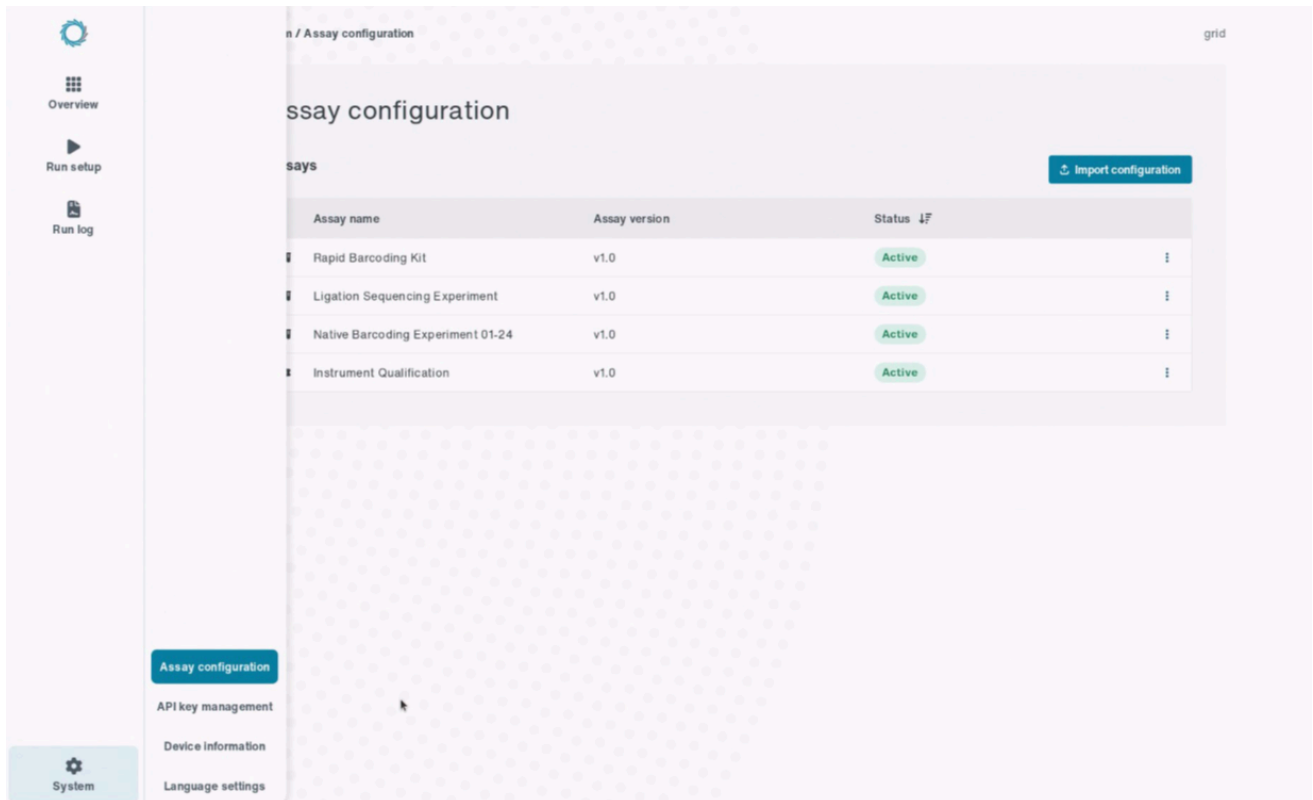 n / Assay configuration
grid
Overview
ssay configuration
says
Import configuration
Run setup
Run log
Assay name Assay version Status
Rapid Barcoding Kit v1.0 Active
Ligation Sequencing Experiment v1.0 Active
Native Barcoding Experiment 01-24 v1.0 Active
Instrument Qualification v1.0 Active
Assay configuration
API key management
Device information
System
Language settings